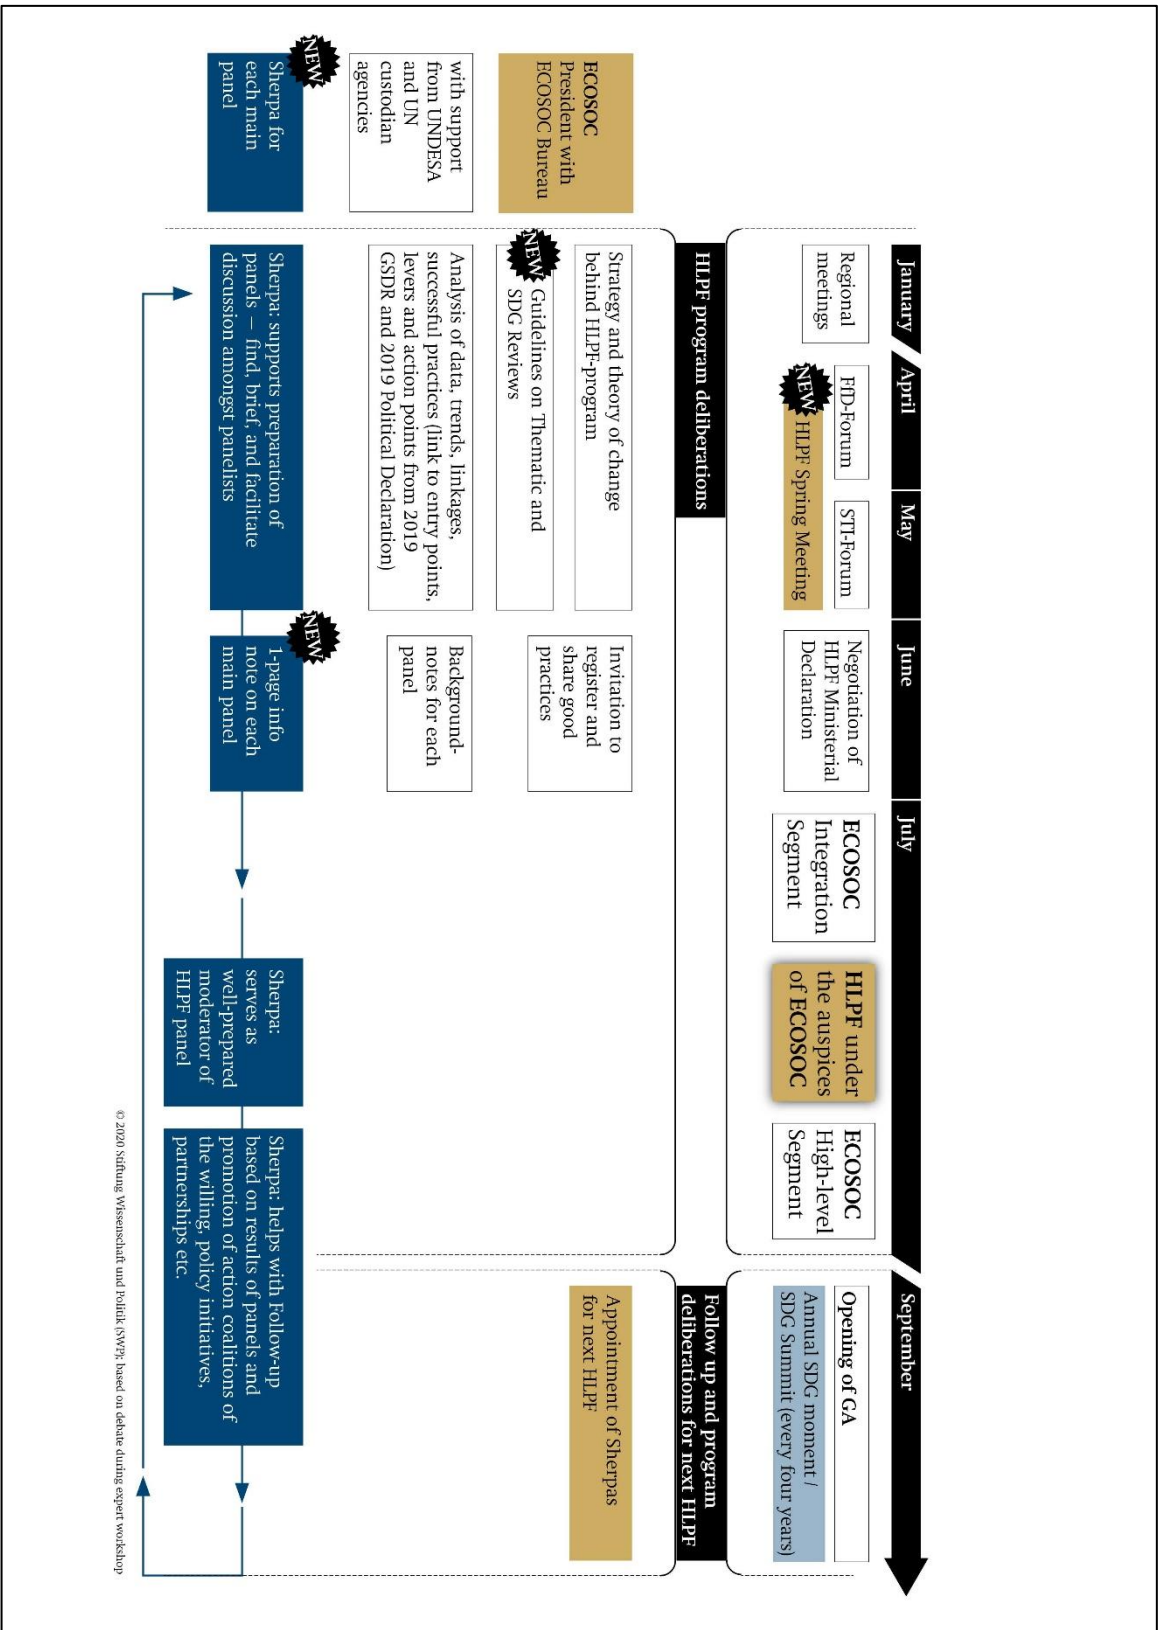 January
April
May
June
July
September
Regional
meetings
FfD-Forum
STI-Forum
NEW
HLPF Spring Meeting
Negotiation of
HLPF Ministerial
Declaration
ECOSOC
Integration
Segment
HLPF under
the auspices
of ECOSOC
ECOSOC
High-level
Segment
Opening of GA
Annual SDG moment /
SDG Summit (every four years)
HLPF program deliberations
Follow up and program
deliberations for next HLPF
ECOSOC
President with
ECOSOC Bureau
Strategy and theory of change
behind HLPF-program
NEW
Guidelines on Thematic and
SDG Reviews
Invitation to
register and
share good
practices
Appointment of Sherpas
for next HLPF
with support
from UNDESA
and UN
custodian
agencies
Analysis of data, trends, linkages,
successful practices (link to entry points,
levers and action points from 2019
GSDR and 2019 Political Declaration)
Background-
notes for each
panel
NEW
Sherpa for
each main
panel
Sherpa: supports preparation of
panels – find, brief, and facilitate
discussion amongst panelists
NEW
1-page info
note on each
main panel
Sherpa:
serves as
well-prepared
moderator of
HLPF panel
Sherpa: helps with Follow-up
based on results of panels and
promotion of action coalitions of
the willing, policy initiatives,
partnerships etc.
© 2020 Stiftung Wissenschaft und Politik (SWP); based on debate during expert workshop